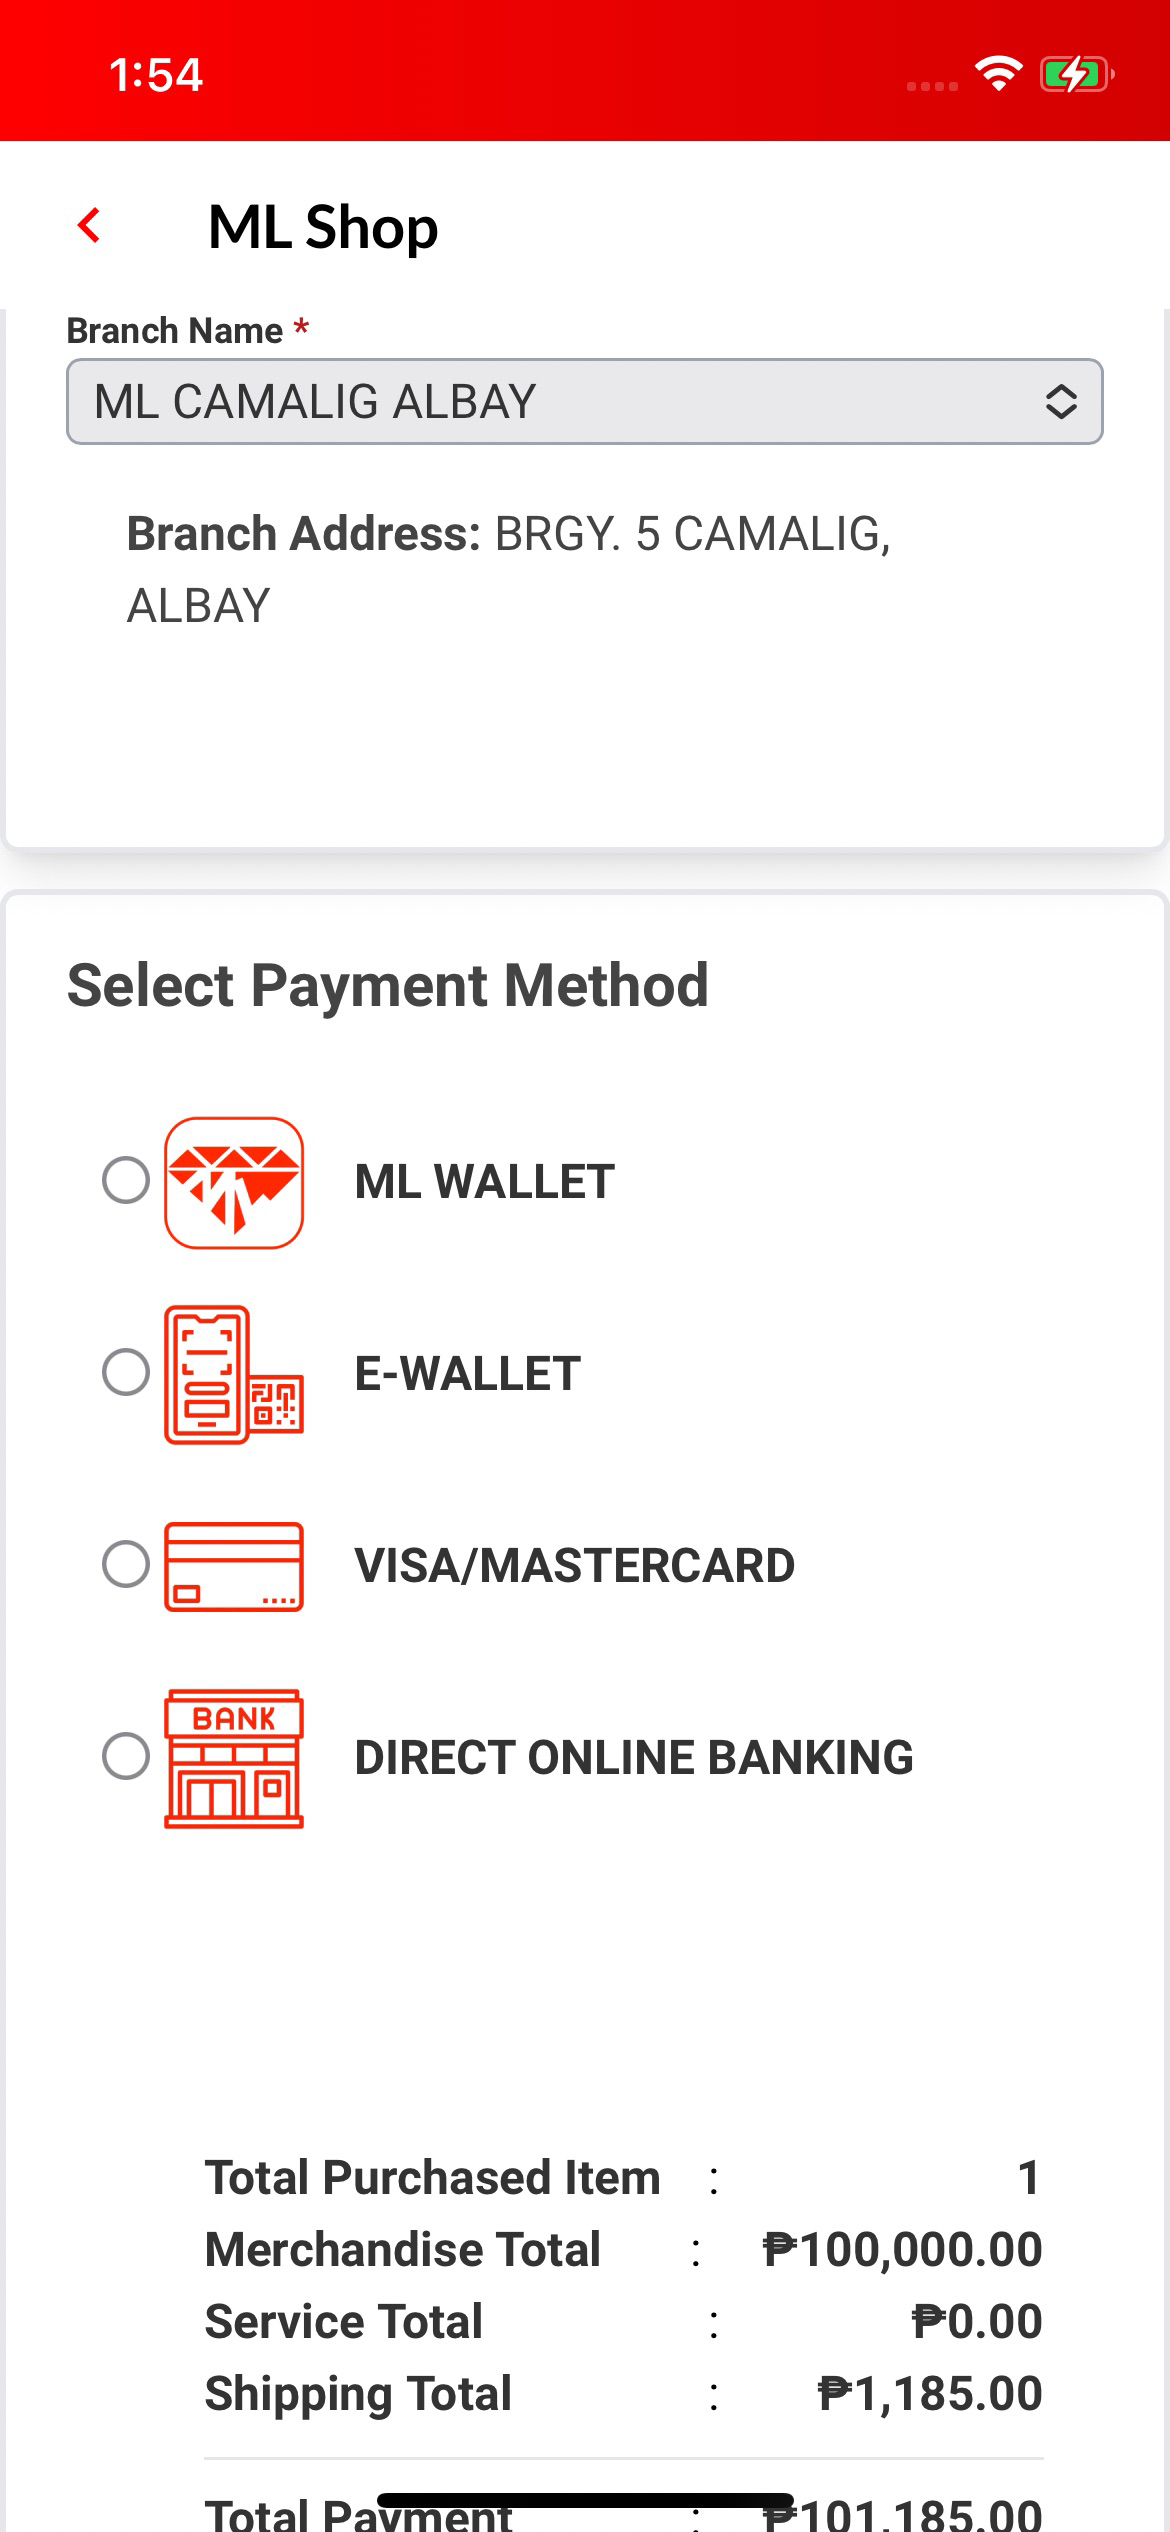 1:54
ML Shop
Branch Name *
ML CAMALIG ALBAY
Branch Address: BRGY. 5 CAMALIG,
ALBAY
Select Payment Method
ML WALLET
E-WALLET
VISA/MASTERCARD
BANK
DIRECT ONLINE BANKING
Total Purchased Item : 1
Merchandise Total : ₱100,000.00
Service Total : ₱0.00
Shipping Total : ₱1,185.00
Total Payment : ₱101,185.00